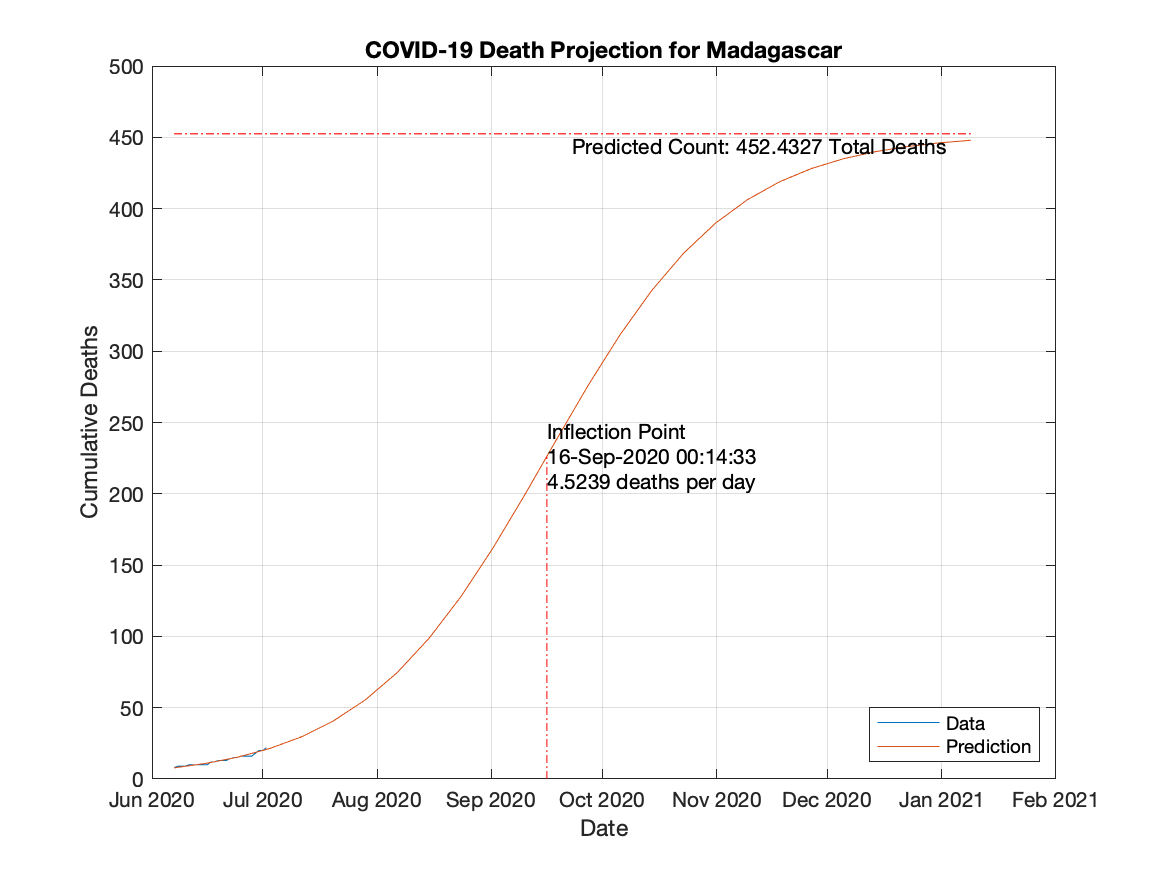 COVID-19 Death Projection for Madagascar
500
450
400
350
300
250
200
150
100
50
0
Cumulative Deaths
Predicted Count: 452.4327 Total Deaths
Inflection Point
16-Sep-2020 00:14:33
4.5239 deaths per day
Data
Prediction
Jun 2020 Jul 2020 Aug 2020 Sep 2020 Oct 2020 Nov 2020 Dec 2020 Jan 2021 Feb 2021
Date